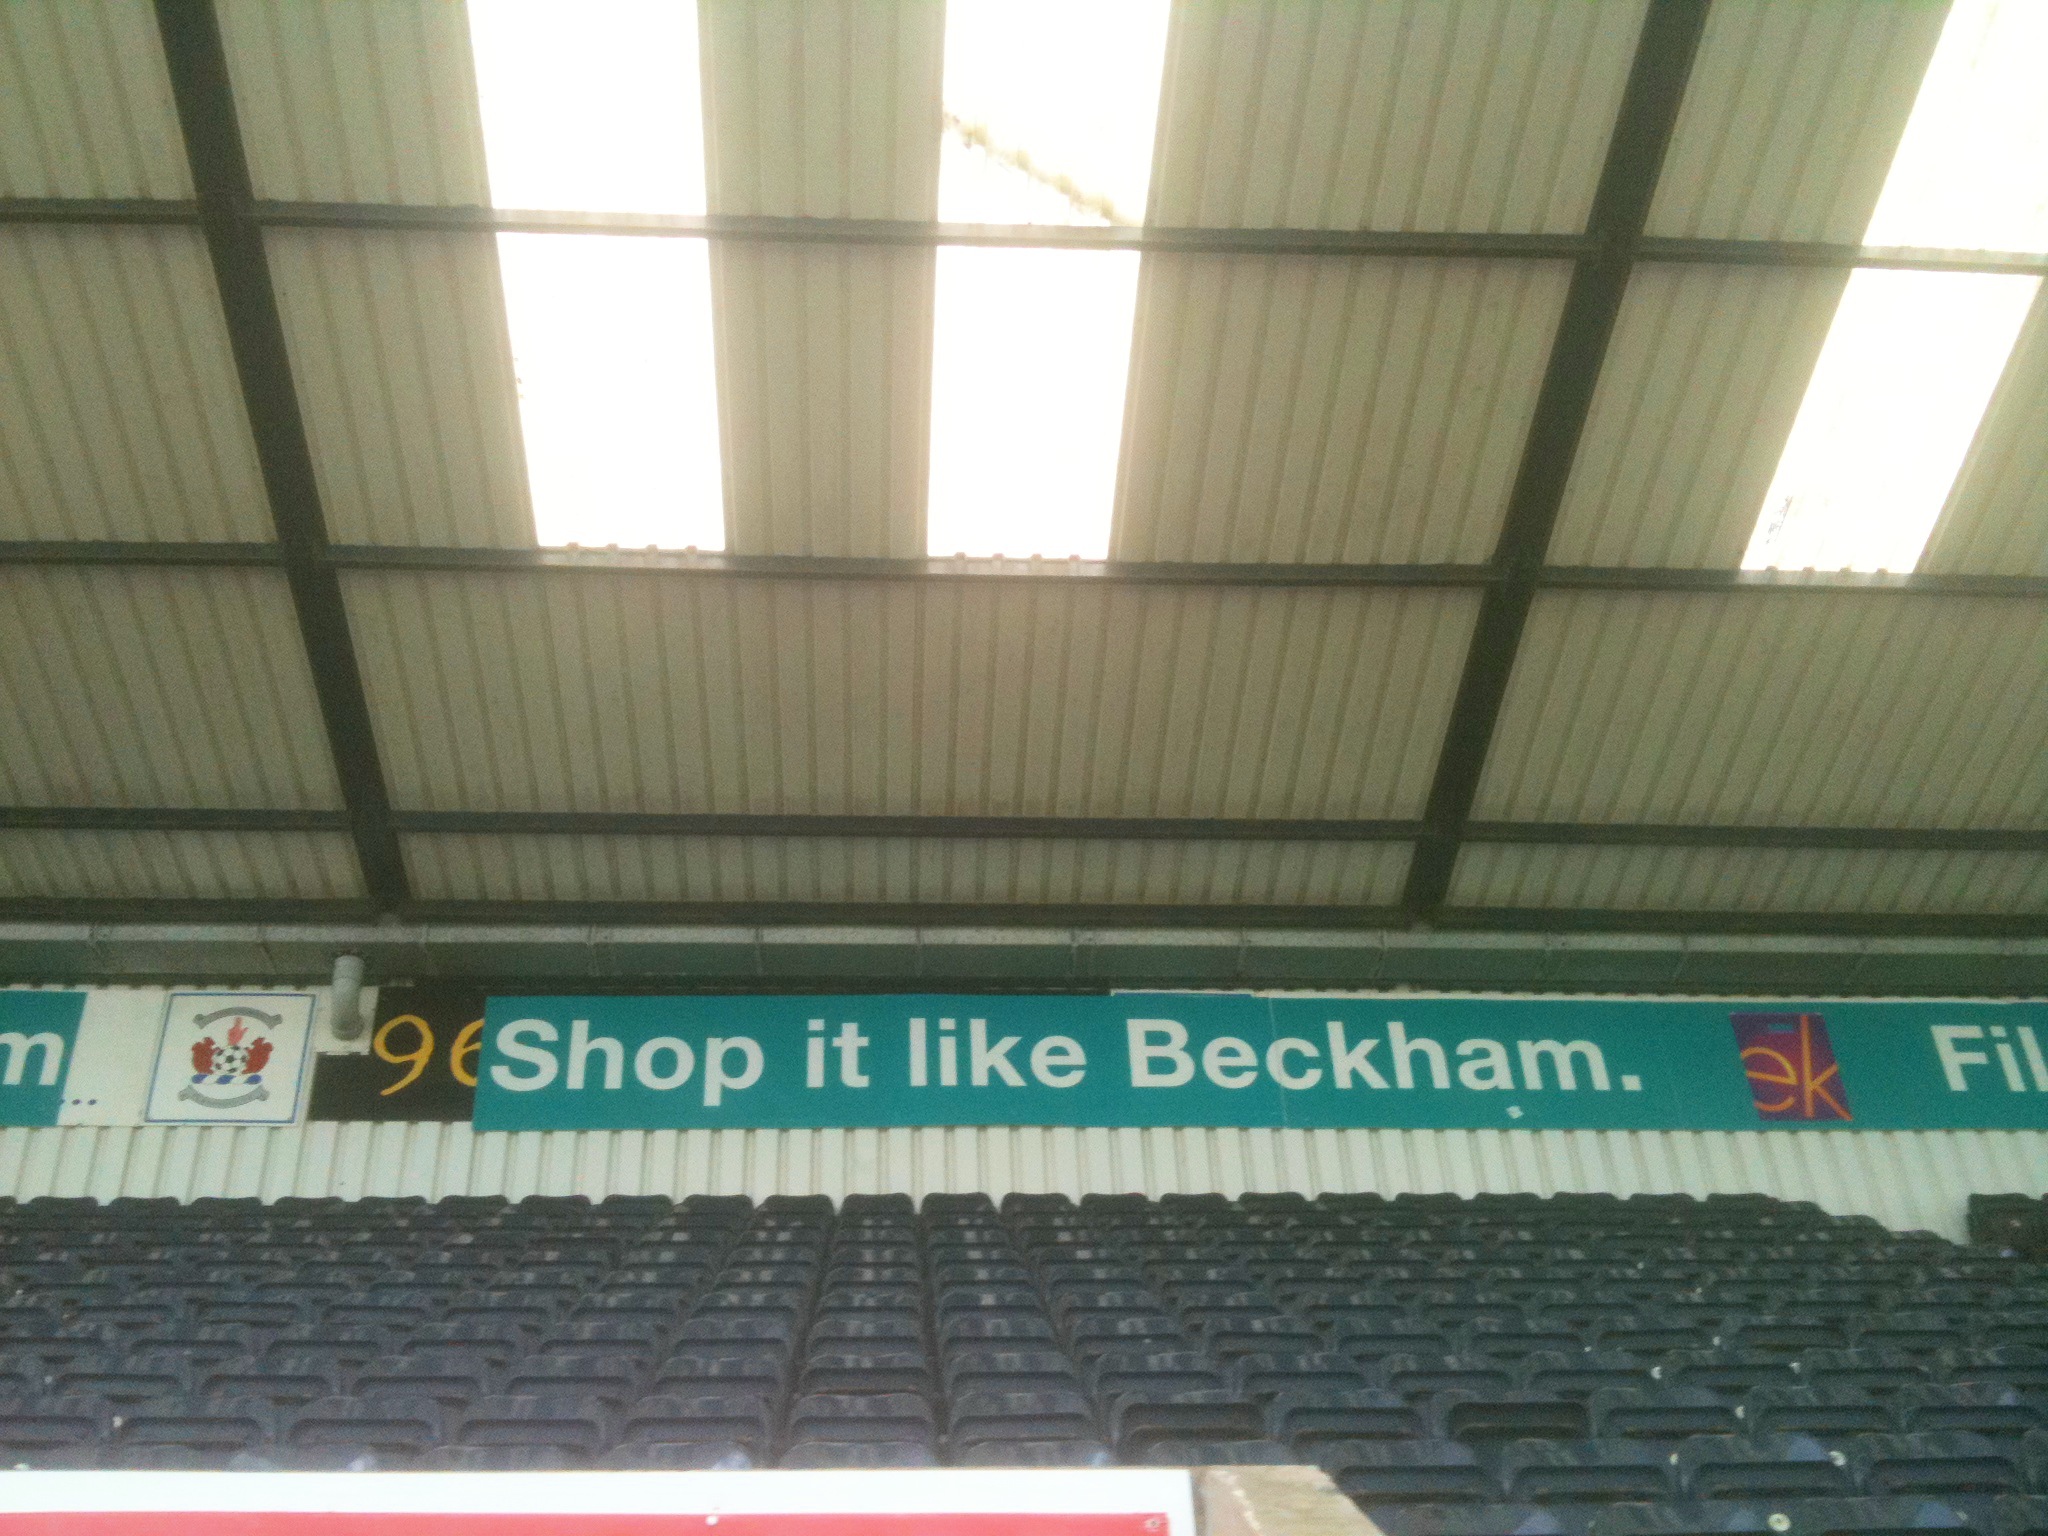 m ... 96 Shop it like Beckham. ek Fil